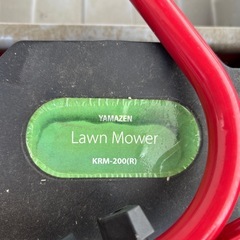 YAMAZEN
Lawn Mower
KRM-200(R)